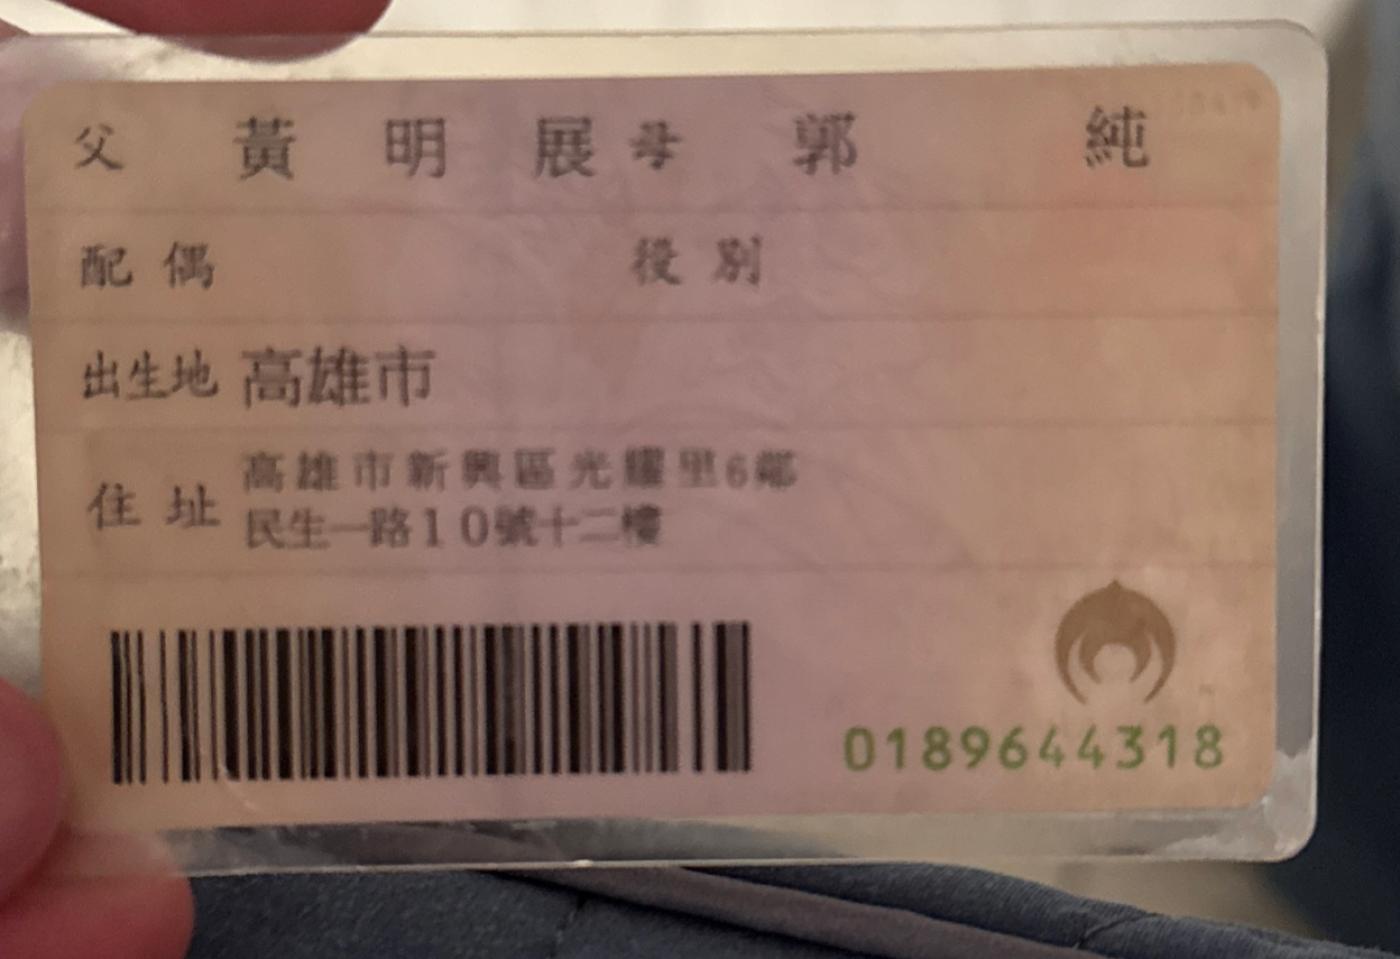 父 黃明展 母 郭純
配偶 役別
出生地 高雄市
住址 高雄市新興區光耀里6鄰
民生一路10號十二樓
0189644318